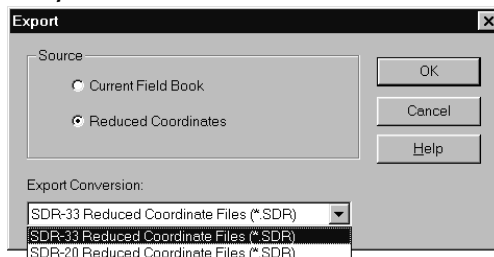 Export
Source
Current Field Book
Reduced Coordinates
OK
Cancel
Help
Export Conversion:
SDR-33 Reduced Coordinate Files (*.SDR)
SDR-33 Reduced Coordinate Files (*.SDR)
SDR-20 Reduced Coordinate Files (*.SDR)